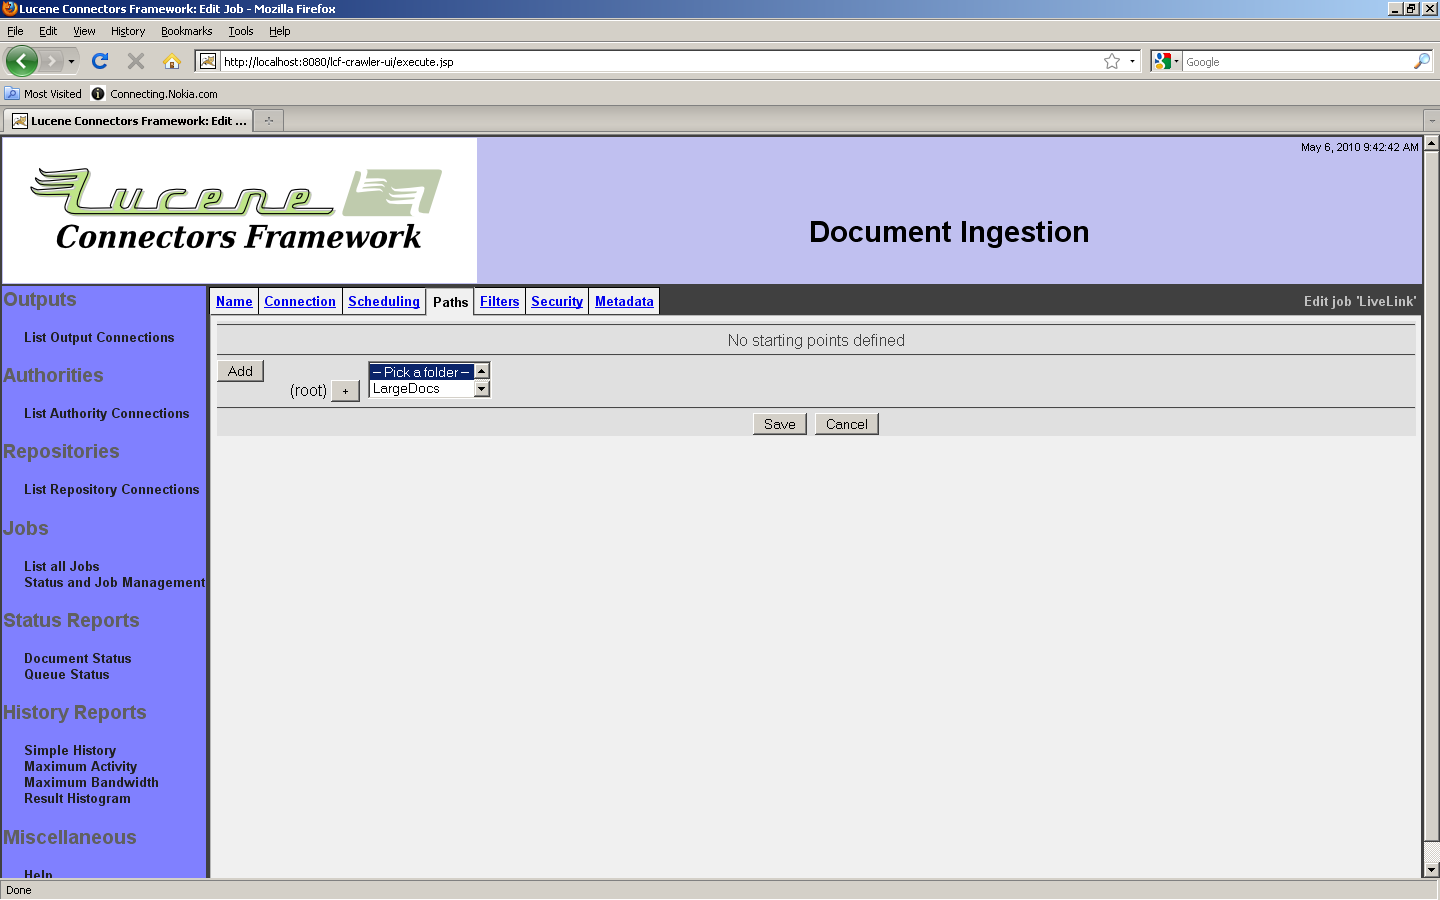 Lucene Connectors Framework: Edit Job - Mozilla Firefox
File Edit View History Bookmarks Tools Help
http://localhost:8080/lcf-crawler-ui/execute.jsp
Google
Most Visited Connecting.Nokia.com
Lucene Connectors Framework: Edit ...
May 6, 2010 9:42:42 AM
Lucene
Connectors Framework
Document Ingestion
Name Connection Scheduling Paths Filters Security Metadata
Edit job 'LiveLink'
No starting points defined
Add
(root) +
-- Pick a folder --
LargeDocs
Save Cancel
Outputs
List Output Connections
Authorities
List Authority Connections
Repositories
List Repository Connections
Jobs
List all Jobs
Status and Job Management
Status Reports
Document Status
Queue Status
History Reports
Simple History
Maximum Activity
Maximum Bandwidth
Result Histogram
Miscellaneous
Help
Done